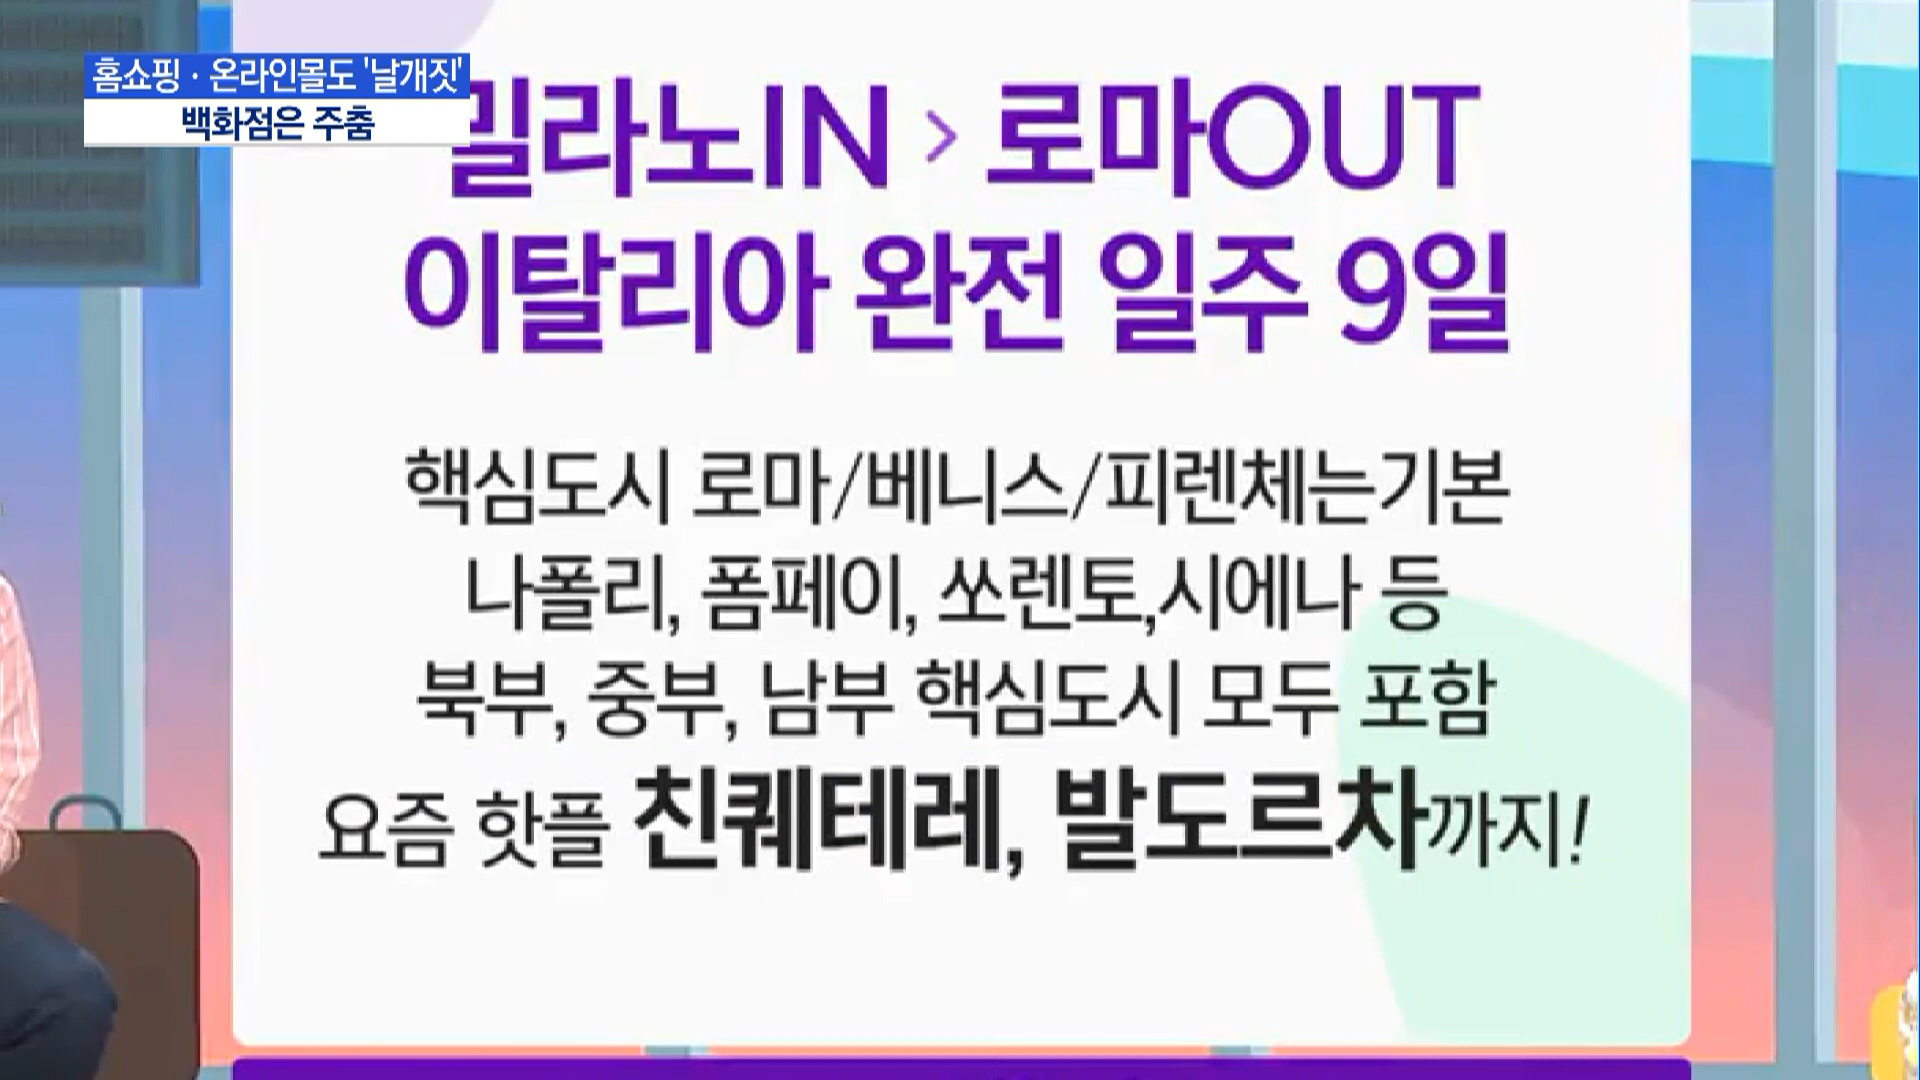 홈쇼핑·온라인몰도 '날개짓'
백화점은 주춤
밀라노IN > 로마OUT
이탈리아 완전 일주 9일
핵심도시 로마/베니스/피렌체는기본
나폴리, 폼페이, 쏘렌토,시에나 등
북부, 중부, 남부 핵심도시 모두 포함
요즘 핫플 친퀘테레, 발도르차까지!